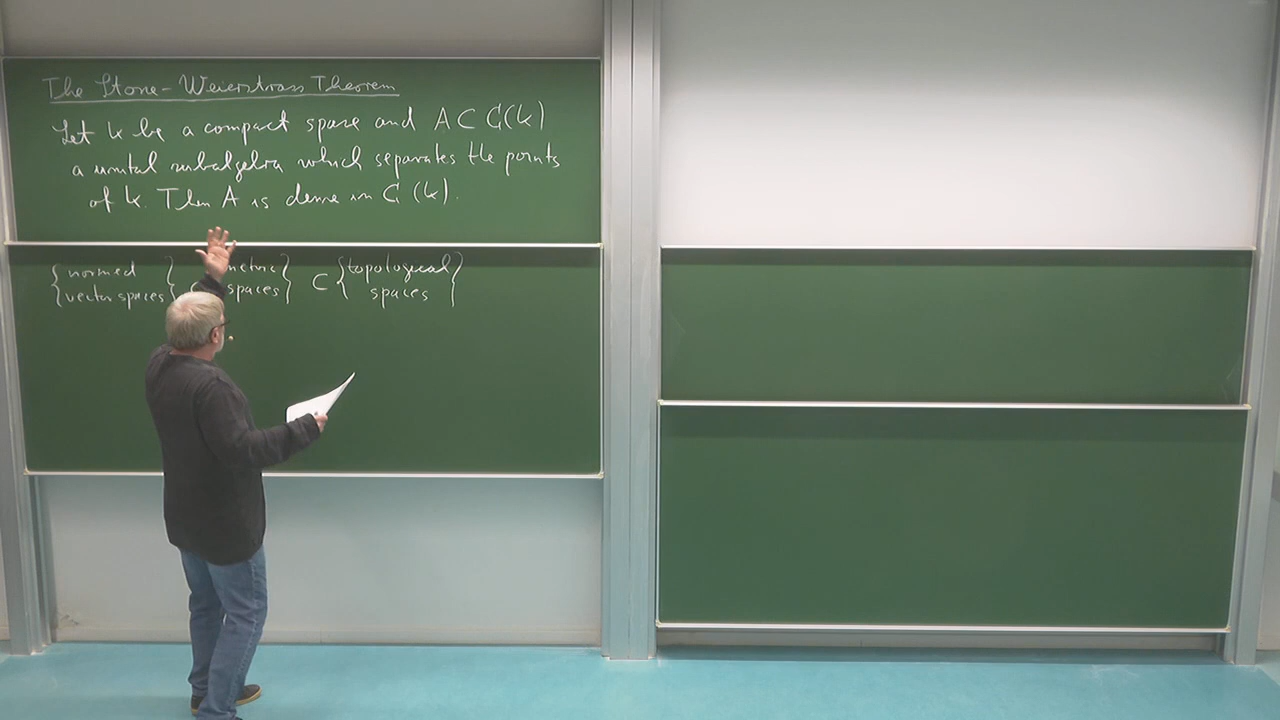 The Stone-Weierstrass Theorem
Let K be a compact space and A ⊂ C(K)
a unital subalgebra which separates the points
of K. Then A is dense in C(K).
{normed } metric } ⊂ {topological}
vector spaces spaces spaces